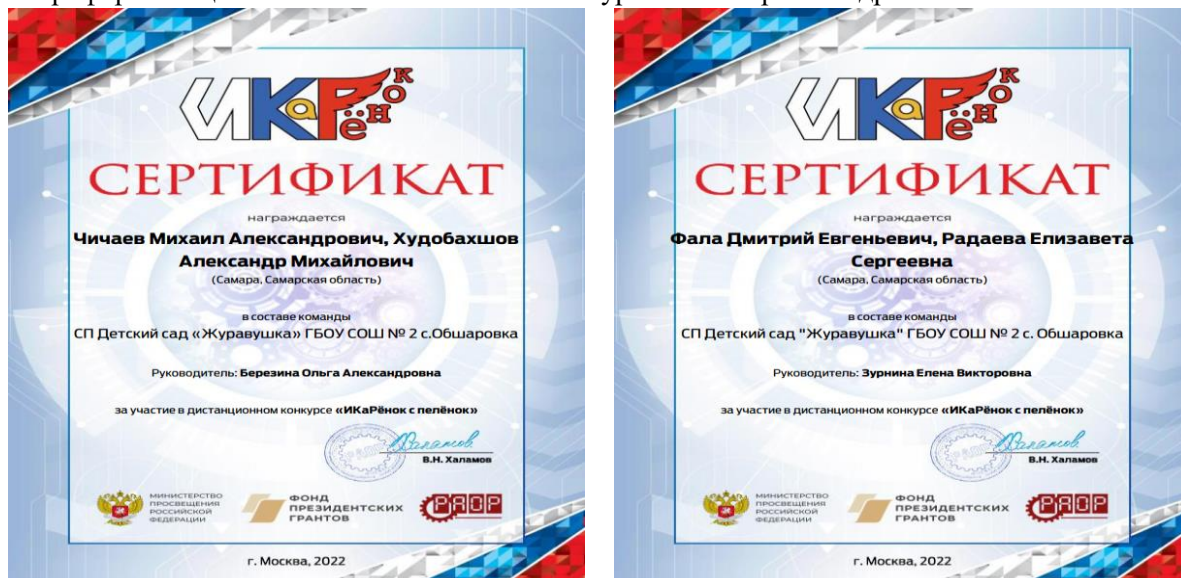 ИКаРёнок
СЕРТИФИКАТ
награждается
Чичаев Михаил Александрович, Худобахшов
Александр Михайлович
(Самара, Самарская область)
в составе команды
СП Детский сад «Журавушка» ГБОУ СОШ № 2 с.Обшаровка
Руководитель: Березина Ольга Александровна
за участие в дистанционном конкурсе «ИКаРёнок с пелёнок»
В.Н. Халамов
МИНИСТЕРСТВО
ПРОСВЕЩЕНИЯ
РОССИЙСКОЙ
ФЕДЕРАЦИИ
ФОНД
ПРЕЗИДЕНТСКИХ
ГРАНТОВ
РАОР
г. Москва, 2022
ИКаРёнок
СЕРТИФИКАТ
награждается
Фала Дмитрий Евгеньевич, Радаева Елизавета
Сергеевна
(Самара, Самарская область)
в составе команды
СП Детский сад "Журавушка" ГБОУ СОШ № 2 с. Обшаровка
Руководитель: Зурнина Елена Викторовна
за участие в дистанционном конкурсе «ИКаРёнок с пелёнок»
В.Н. Халамов
МИНИСТЕРСТВО
ПРОСВЕЩЕНИЯ
РОССИЙСКОЙ
ФЕДЕРАЦИИ
ФОНД
ПРЕЗИДЕНТСКИХ
ГРАНТОВ
РАОР
г. Москва, 2022